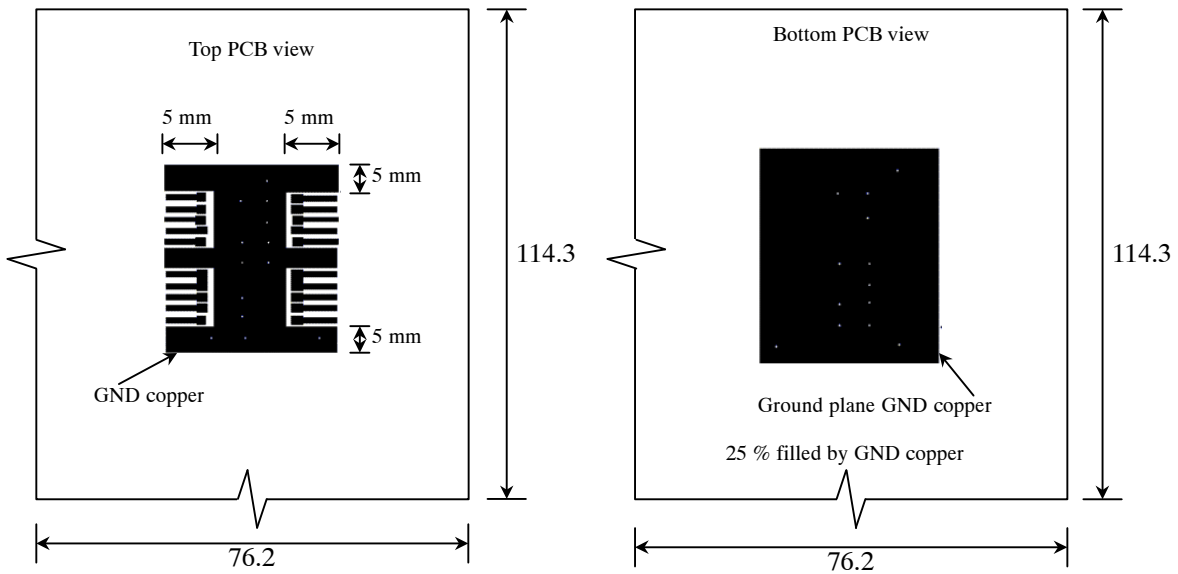 Top PCB view
5 mm
5 mm
5 mm
114.3
5 mm
GND copper
76.2
Bottom PCB view
114.3
Ground plane GND copper
25 % filled by GND copper
76.2